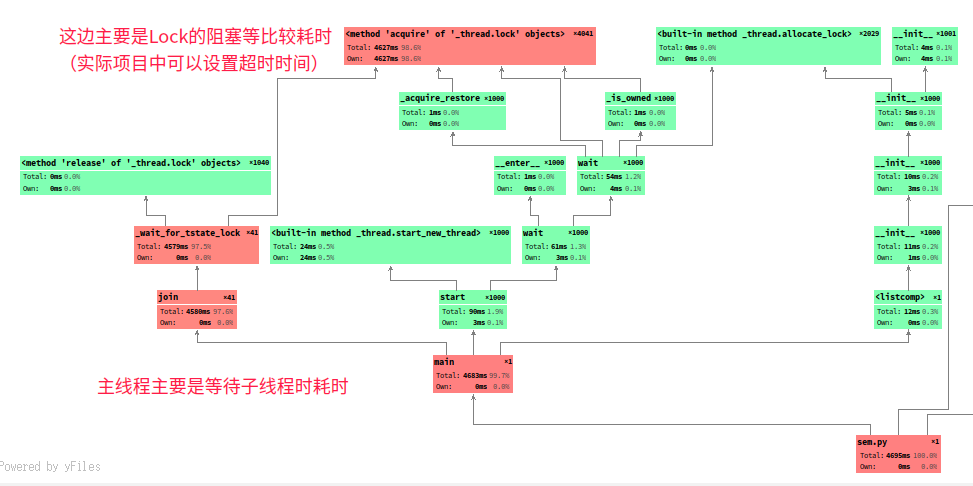 这边主要是Lock的阻塞等比较耗时
（实际项目中可以设置超时时间）
<method 'acquire' of '_thread.lock' objects> ×4041
Total: 4627ms 98.6%
Own: 4627ms 98.6%
<built-in method _thread.allocate_lock> ×2029
Total: 0ms 0.0%
Own: 0ms 0.0%
__init__ ×1001
Total: 4ms 0.1%
Own: 4ms 0.1%
_acquire_restore ×1000
Total: 1ms 0.0%
Own: 0ms 0.0%
_is_owned ×1000
Total: 1ms 0.0%
Own: 0ms 0.0%
__init__ ×1000
Total: 5ms 0.1%
Own: 0ms 0.0%
<method 'release' of '_thread.lock' objects> ×1040
Total: 0ms 0.0%
Own: 0ms 0.0%
__enter__ ×1000
Total: 1ms 0.0%
Own: 0ms 0.0%
wait ×1000
Total: 54ms 1.2%
Own: 4ms 0.1%
__init__ ×1000
Total: 10ms 0.2%
Own: 3ms 0.1%
_wait_for_tstate_lock ×41
Total: 4579ms 97.5%
Own: 0ms 0.0%
<built-in method _thread.start_new_thread> ×1000
Total: 24ms 0.5%
Own: 24ms 0.5%
wait ×1000
Total: 61ms 1.3%
Own: 3ms 0.1%
__init__ ×1000
Total: 11ms 0.2%
Own: 1ms 0.0%
join ×41
Total: 4580ms 97.6%
Own: 0ms 0.0%
start ×1000
Total: 90ms 1.9%
Own: 3ms 0.1%
<listcomp> ×1
Total: 12ms 0.3%
Own: 0ms 0.0%
main ×1
Total: 4683ms 99.7%
Own: 0ms 0.0%
主线程主要是等待子线程时耗时
sem.py ×1
Total: 4695ms 100.0%
Own: 0ms 0.0%
Powered by yFiles